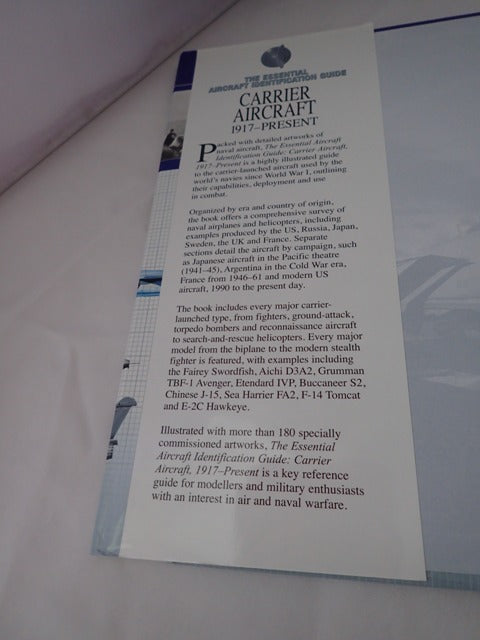 THE ESSENTIAL
AIRCRAFT IDENTIFICATION GUIDE
CARRIER
AIRCRAFT
1917–PRESENT
Packed with detailed artworks of
naval aircraft, The Essential Aircraft
Identification Guide: Carrier Aircraft,
1917–Present is a highly illustrated guide
to the carrier-launched aircraft used by the
world's navies since World War I, outlining
their capabilities, deployment and use
in combat.
Organized by era and country of origin,
the book offers a comprehensive survey of
naval airplanes and helicopters, including
examples produced by the US, Russia, Japan,
Sweden, the UK and France. Separate
sections detail the aircraft by campaign, such
as Japanese aircraft in the Pacific theatre
(1941–45), Argentina in the Cold War era,
France from 1946–61 and modern US
aircraft, 1990 to the present day.
The book includes every major carrier-
launched type, from fighters, ground-attack,
torpedo bombers and reconnaissance aircraft
to search-and-rescue helicopters. Every major
model from the biplane to the modern stealth
fighter is featured, with examples including
the Fairey Swordfish, Aichi D3A2, Grumman
TBF-1 Avenger, Etendard IVP, Buccaneer S2,
Chinese J-15, Sea Harrier FA2, F-14 Tomcat
and E-2C Hawkeye.
Illustrated with more than 180 specially
commissioned artworks, The Essential
Aircraft Identification Guide: Carrier
Aircraft, 1917–Present is a key reference
guide for modellers and military enthusiasts
with an interest in air and naval warfare.